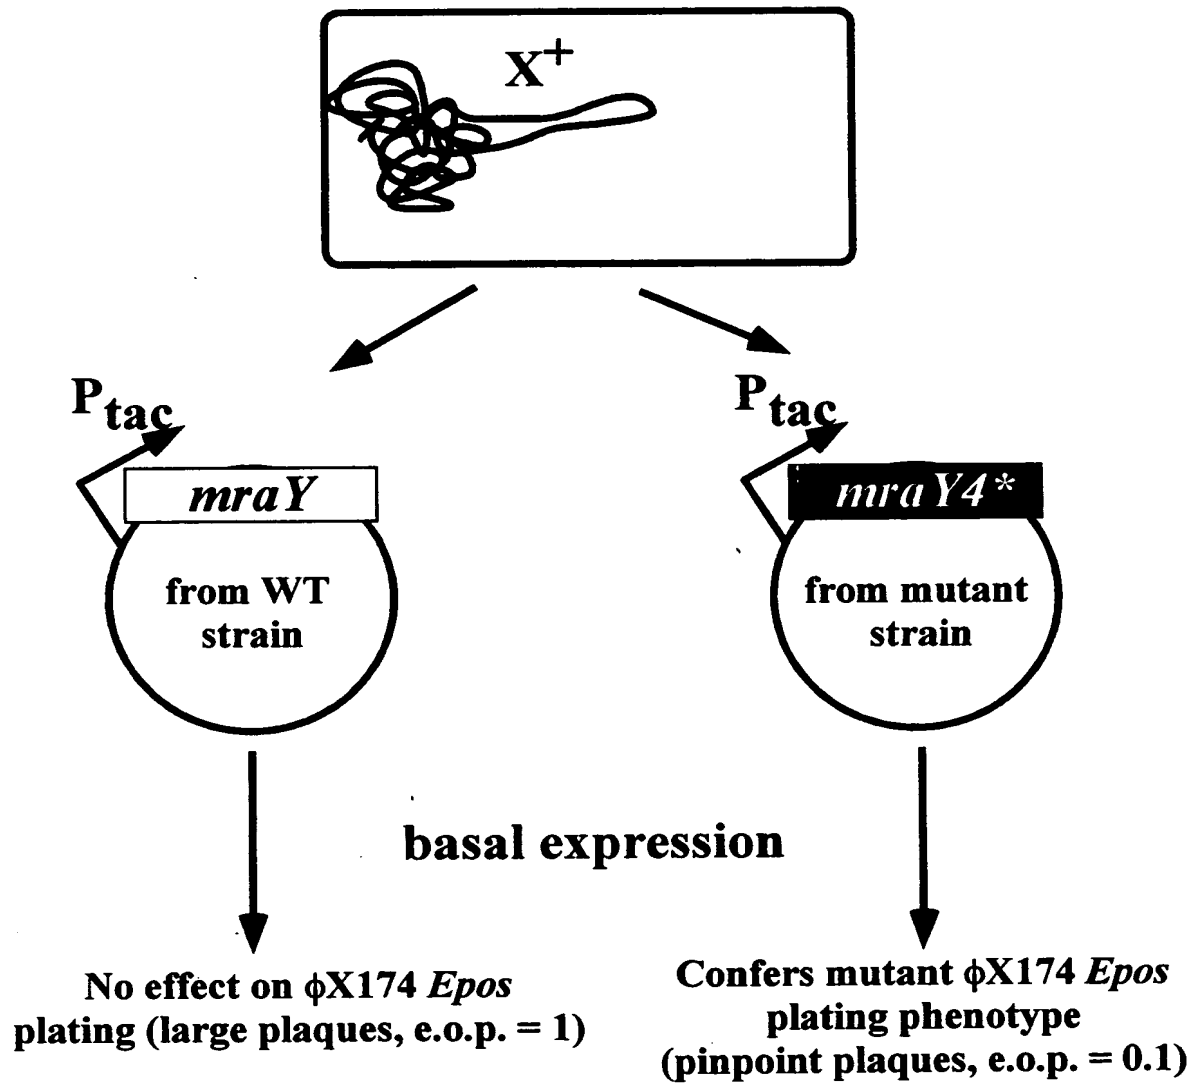 X+
Ptac
Ptac
mraY
mraY4*
from WT
strain
from mutant
strain
basal expression
No effect on ϕX174 Epos
plating (large plaques, e.o.p. = 1)
Confers mutant ϕX174 Epos
plating phenotype
(pinpoint plaques, e.o.p. = 0.1)